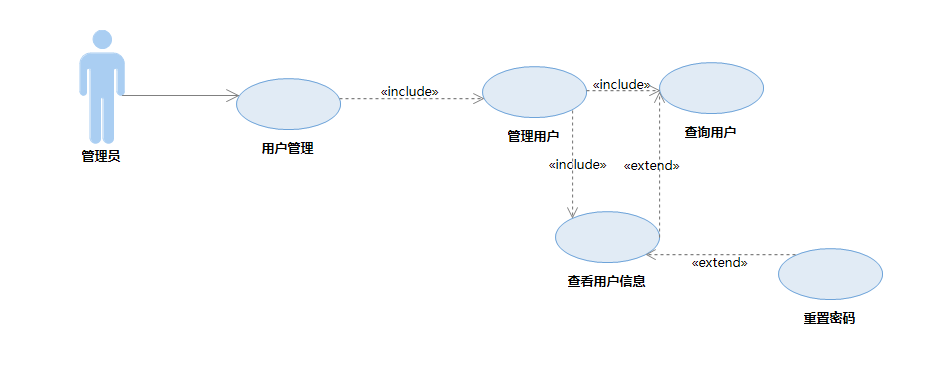 «include»
«include»
管理员
用户管理
管理用户
查询用户
«include»
«extend»
查看用户信息
«extend»
重置密码